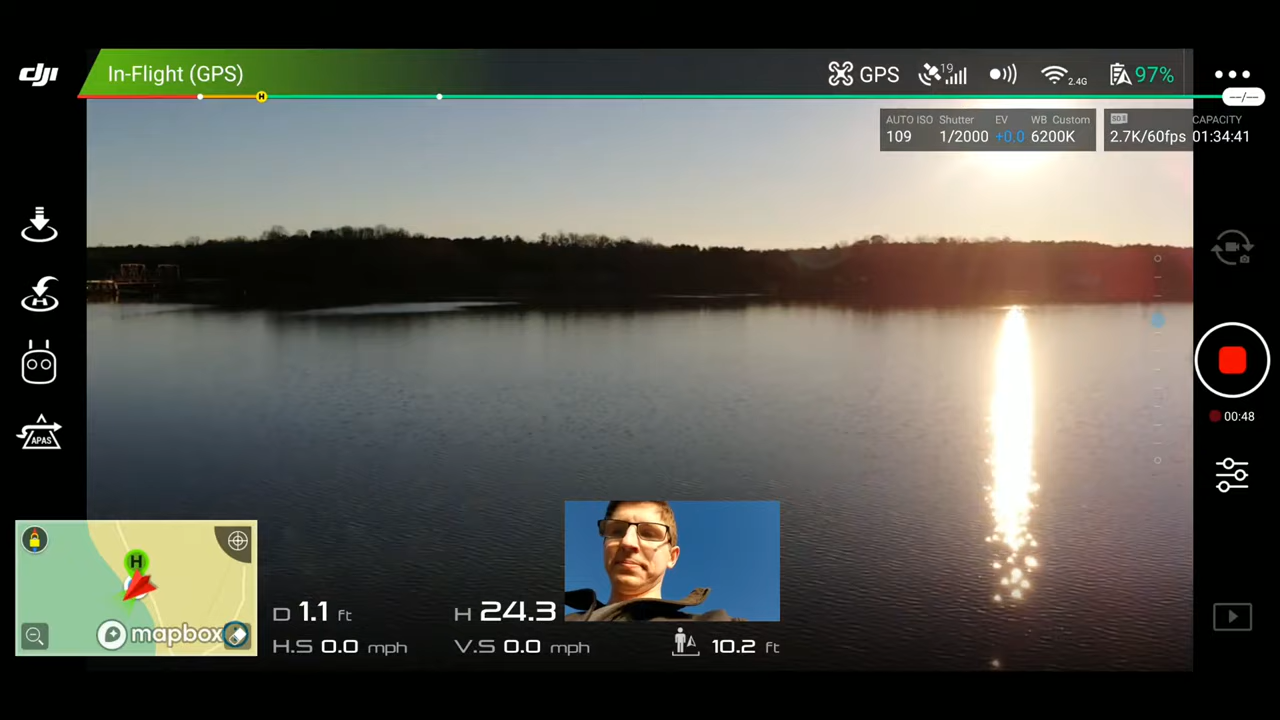 dji
In-Flight (GPS)
GPS
19
2.4G
97%
--/--
H
AUTO ISO Shutter EV WB Custom
109 1/2000 +0.0 6200K
SD
CAPACITY
2.7K/60fps 01:34:41
H
APAS
00:48
H
mapbox
D 1.1 ft
H 24.3
H.S 0.0 mph
V.S 0.0 mph
10.2 ft